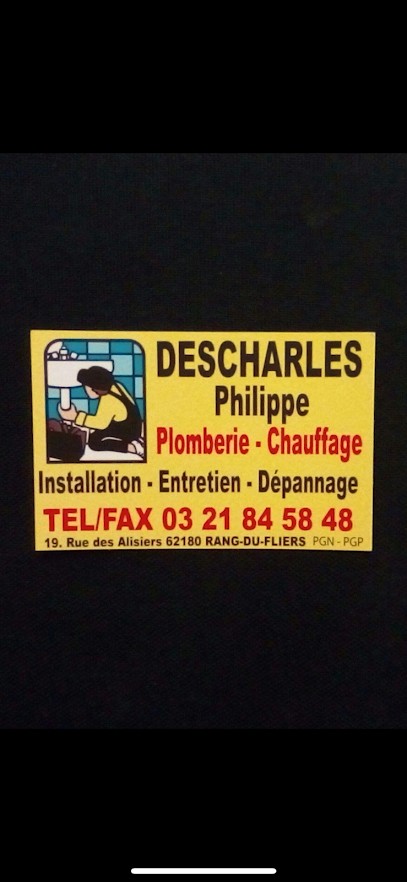 DESCHARLES
Philippe
Plomberie - Chauffage
Installation - Entretien - Dépannage
TEL/FAX 03 21 84 58 48
19. Rue des Alisiers 62180 RANG-DU-FLIERS PGN - PGP